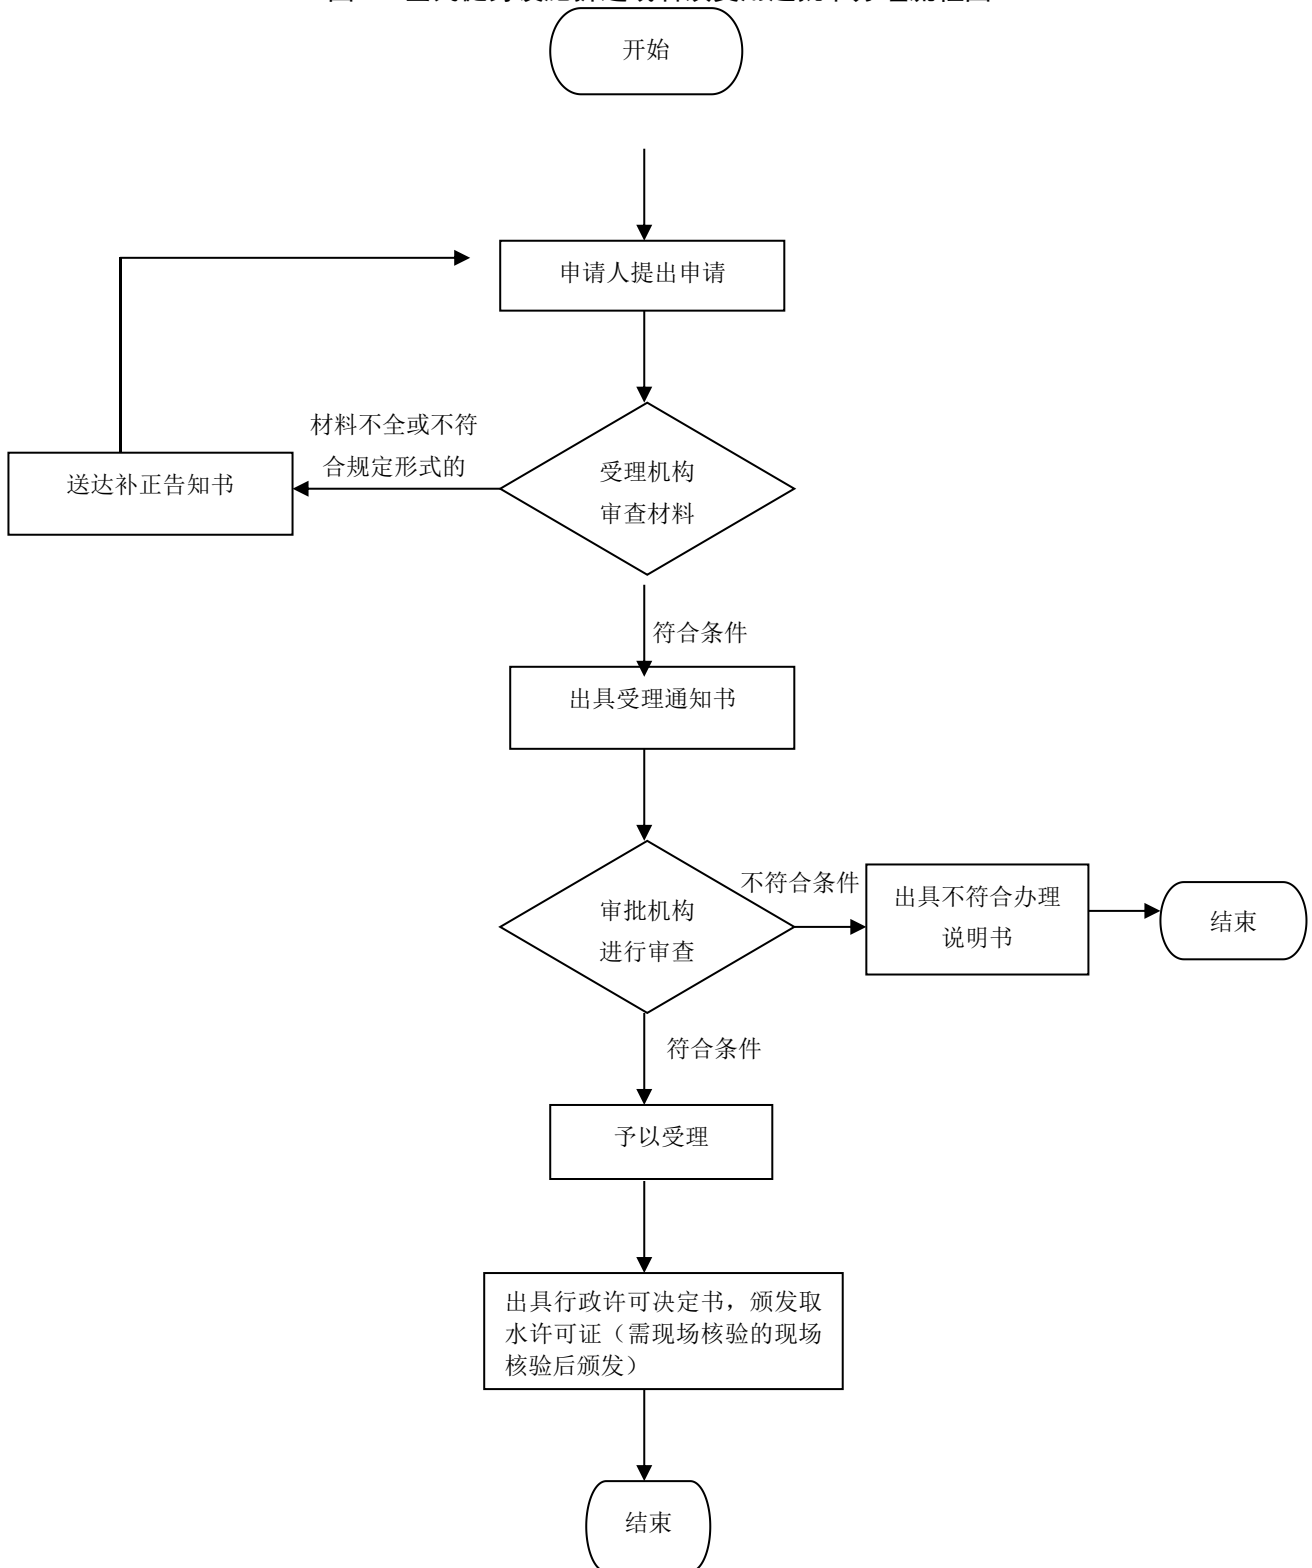 开始
申请人提出申请
材料不全或不符
合规定形式的
送达补正告知书
受理机构
审查材料
符合条件
出具受理通知书
不符合条件
审批机构
进行审查
出具不符合办理
说明书
结束
符合条件
予以受理
出具行政许可决定书，颁发取
水许可证（需现场核验的现场
核验后颁发）
结束